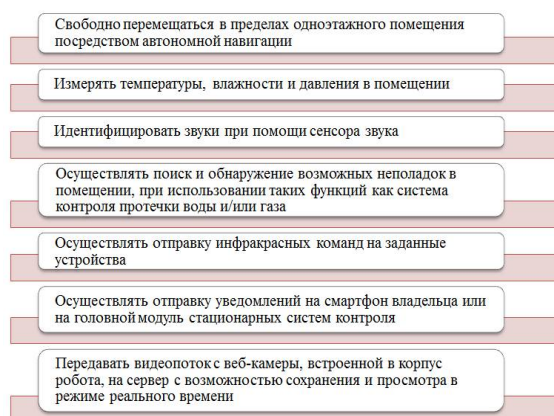 Свободно перемещаться в пределах одноэтажного помещения
посредством автономной навигации
Измерять температуры, влажности и давления в помещении
Идентифицировать звуки при помощи сенсора звука
Осуществлять поиск и обнаружение возможных неполадок в
помещении, при использовании таких функций как система
контроля протечки воды и/или газа
Осуществлять отправку инфракрасных команд на заданные
устройства
Осуществлять отправку уведомлений на смартфон владельца или
на головной модуль стационарных систем контроля
Передавать видеопоток с веб-камеры, встроенной в корпус
робота, на сервер с возможностью сохранения и просмотра в
режиме реального времени